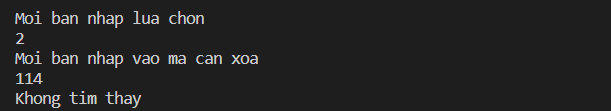 Moi ban nhap lua chon
2
Moi ban nhap vao ma can xoa
114
Khong tim thay